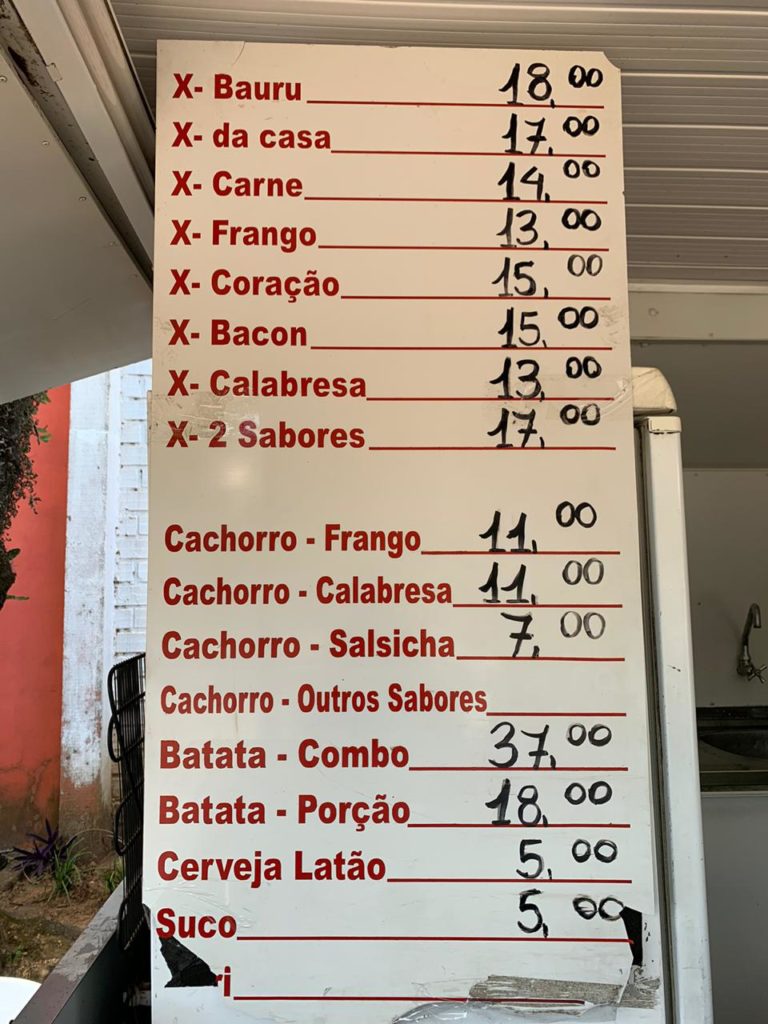 X- Bauru 18,00
X- da casa 17,00
X- Carne 14,00
X- Frango 13,00
X- Coração 15,00
X- Bacon 15,00
X- Calabresa 13,00
X- 2 Sabores 17,00
Cachorro - Frango 11,00
Cachorro - Calabresa 11,00
Cachorro - Salsicha 7,00
Cachorro - Outros Sabores
Batata - Combo 37,00
Batata - Porção 18,00
Cerveja Latão 5,00
Suco 5,00